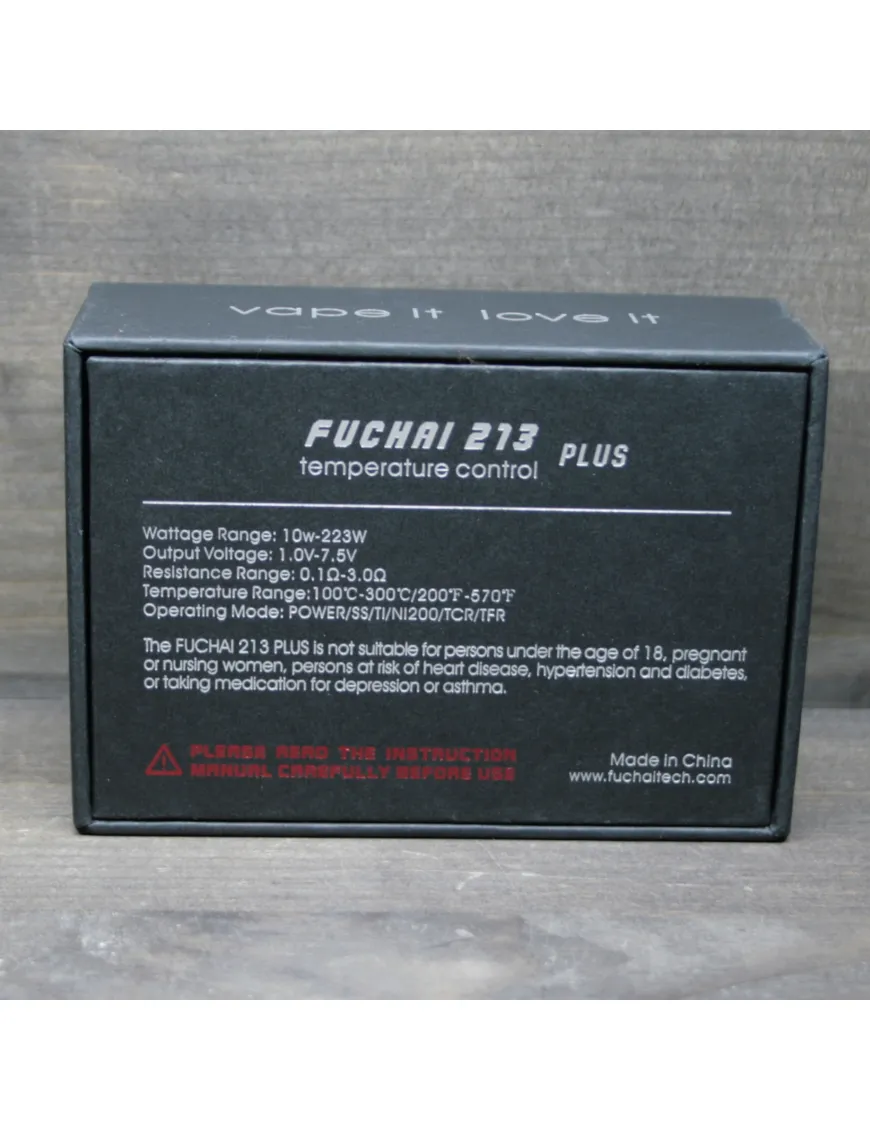 vape it love it
FUCHAI 213 PLUS
temperature control
Wattage Range: 10w-223W
Output Voltage: 1.0V-7.5V
Resistance Range: 0.1Ω-3.0Ω
Temperature Range:100℃-300℃/200℉-570℉
Operating Mode: POWER/SS/TI/NI200/TCR/TFR
The FUCHAI 213 PLUS is not suitable for persons under the age of 18, pregnant
or nursing women, persons at risk of heart disease, hypertension and diabetes,
or taking medication for depression or asthma.
PLEASE READ THE INSTRUCTION
MANUAL CAREFULLY BEFORE USE
Made in China
www.fuchaitech.com